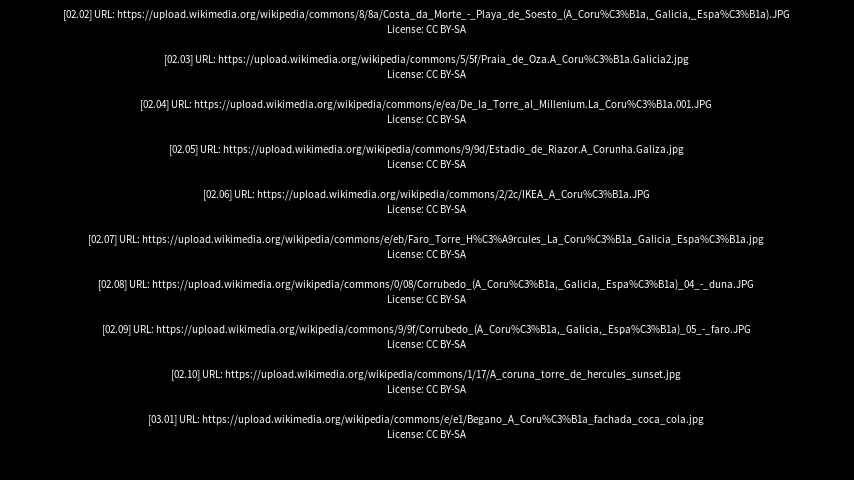 [02.02] URL: https://upload.wikimedia.org/wikipedia/commons/8/8a/Costa_da_Morte_-_Playa_de_Soesto_(A_Coru%C3%B1a,_Galicia,_Espa%C3%B1a).JPG
License: CC BY-SA
[02.03] URL: https://upload.wikimedia.org/wikipedia/commons/5/5f/Praia_de_Oza.A_Coru%C3%B1a.Galicia2.jpg
License: CC BY-SA
[02.04] URL: https://upload.wikimedia.org/wikipedia/commons/e/ea/De_la_Torre_al_Millenium.La_Coru%C3%B1a.001.JPG
License: CC BY-SA
[02.05] URL: https://upload.wikimedia.org/wikipedia/commons/9/9d/Estadio_de_Riazor.A_Corunha.Galiza.jpg
License: CC BY-SA
[02.06] URL: https://upload.wikimedia.org/wikipedia/commons/2/2c/IKEA_A_Coru%C3%B1a.JPG
License: CC BY-SA
[02.07] URL: https://upload.wikimedia.org/wikipedia/commons/e/eb/Faro_Torre_H%C3%A9rcules_La_Coru%C3%B1a_Galicia_Espa%C3%B1a.jpg
License: CC BY-SA
[02.08] URL: https://upload.wikimedia.org/wikipedia/commons/0/08/Corrubedo_(A_Coru%C3%B1a,_Galicia,_Espa%C3%B1a)_04_-_duna.JPG
License: CC BY-SA
[02.09] URL: https://upload.wikimedia.org/wikipedia/commons/9/9f/Corrubedo_(A_Coru%C3%B1a,_Galicia,_Espa%C3%B1a)_05_-_faro.JPG
License: CC BY-SA
[02.10] URL: https://upload.wikimedia.org/wikipedia/commons/1/17/A_coruna_torre_de_hercules_sunset.jpg
License: CC BY-SA
[03.01] URL: https://upload.wikimedia.org/wikipedia/commons/e/e1/Begano_A_Coru%C3%B1a_fachada_coca_cola.jpg
License: CC BY-SA